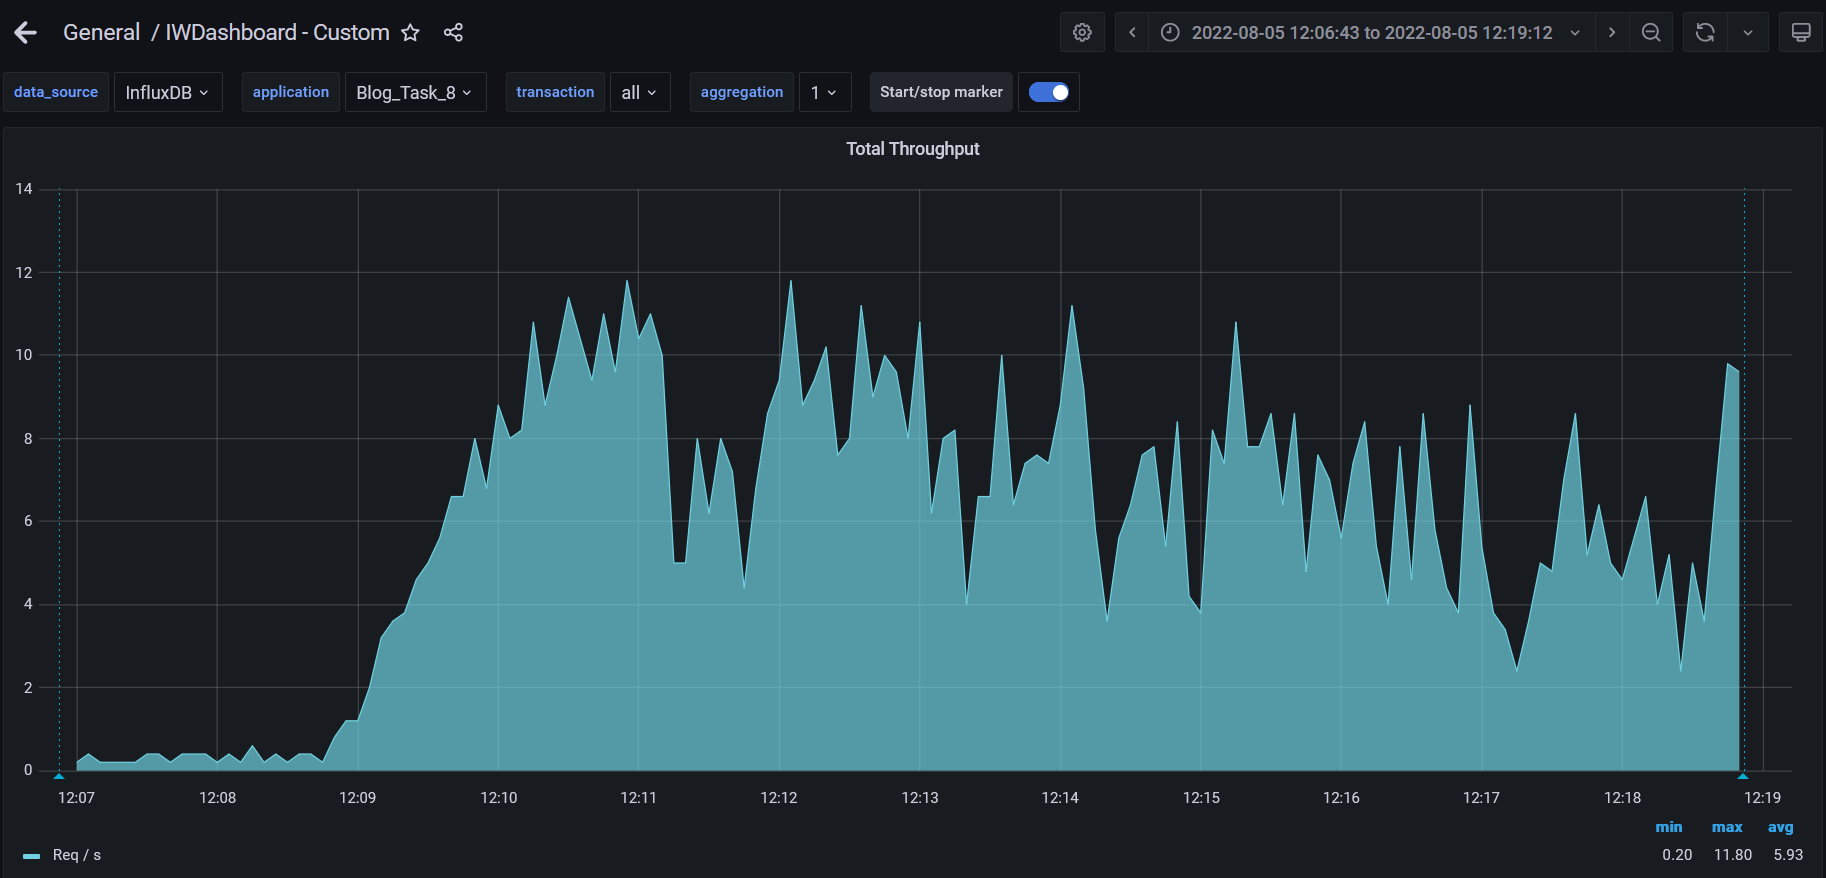 General / IWDashboard - Custom
2022-08-05 12:06:43 to 2022-08-05 12:19:12
data_source InfluxDB application Blog_Task_8 transaction all aggregation 1 Start/stop marker
Total Throughput
14
12
10
8
6
4
2
0
12:07 12:08 12:09 12:10 12:11 12:12 12:13 12:14 12:15 12:16 12:17 12:18 12:19
min max avg
Req / s 0.20 11.80 5.93